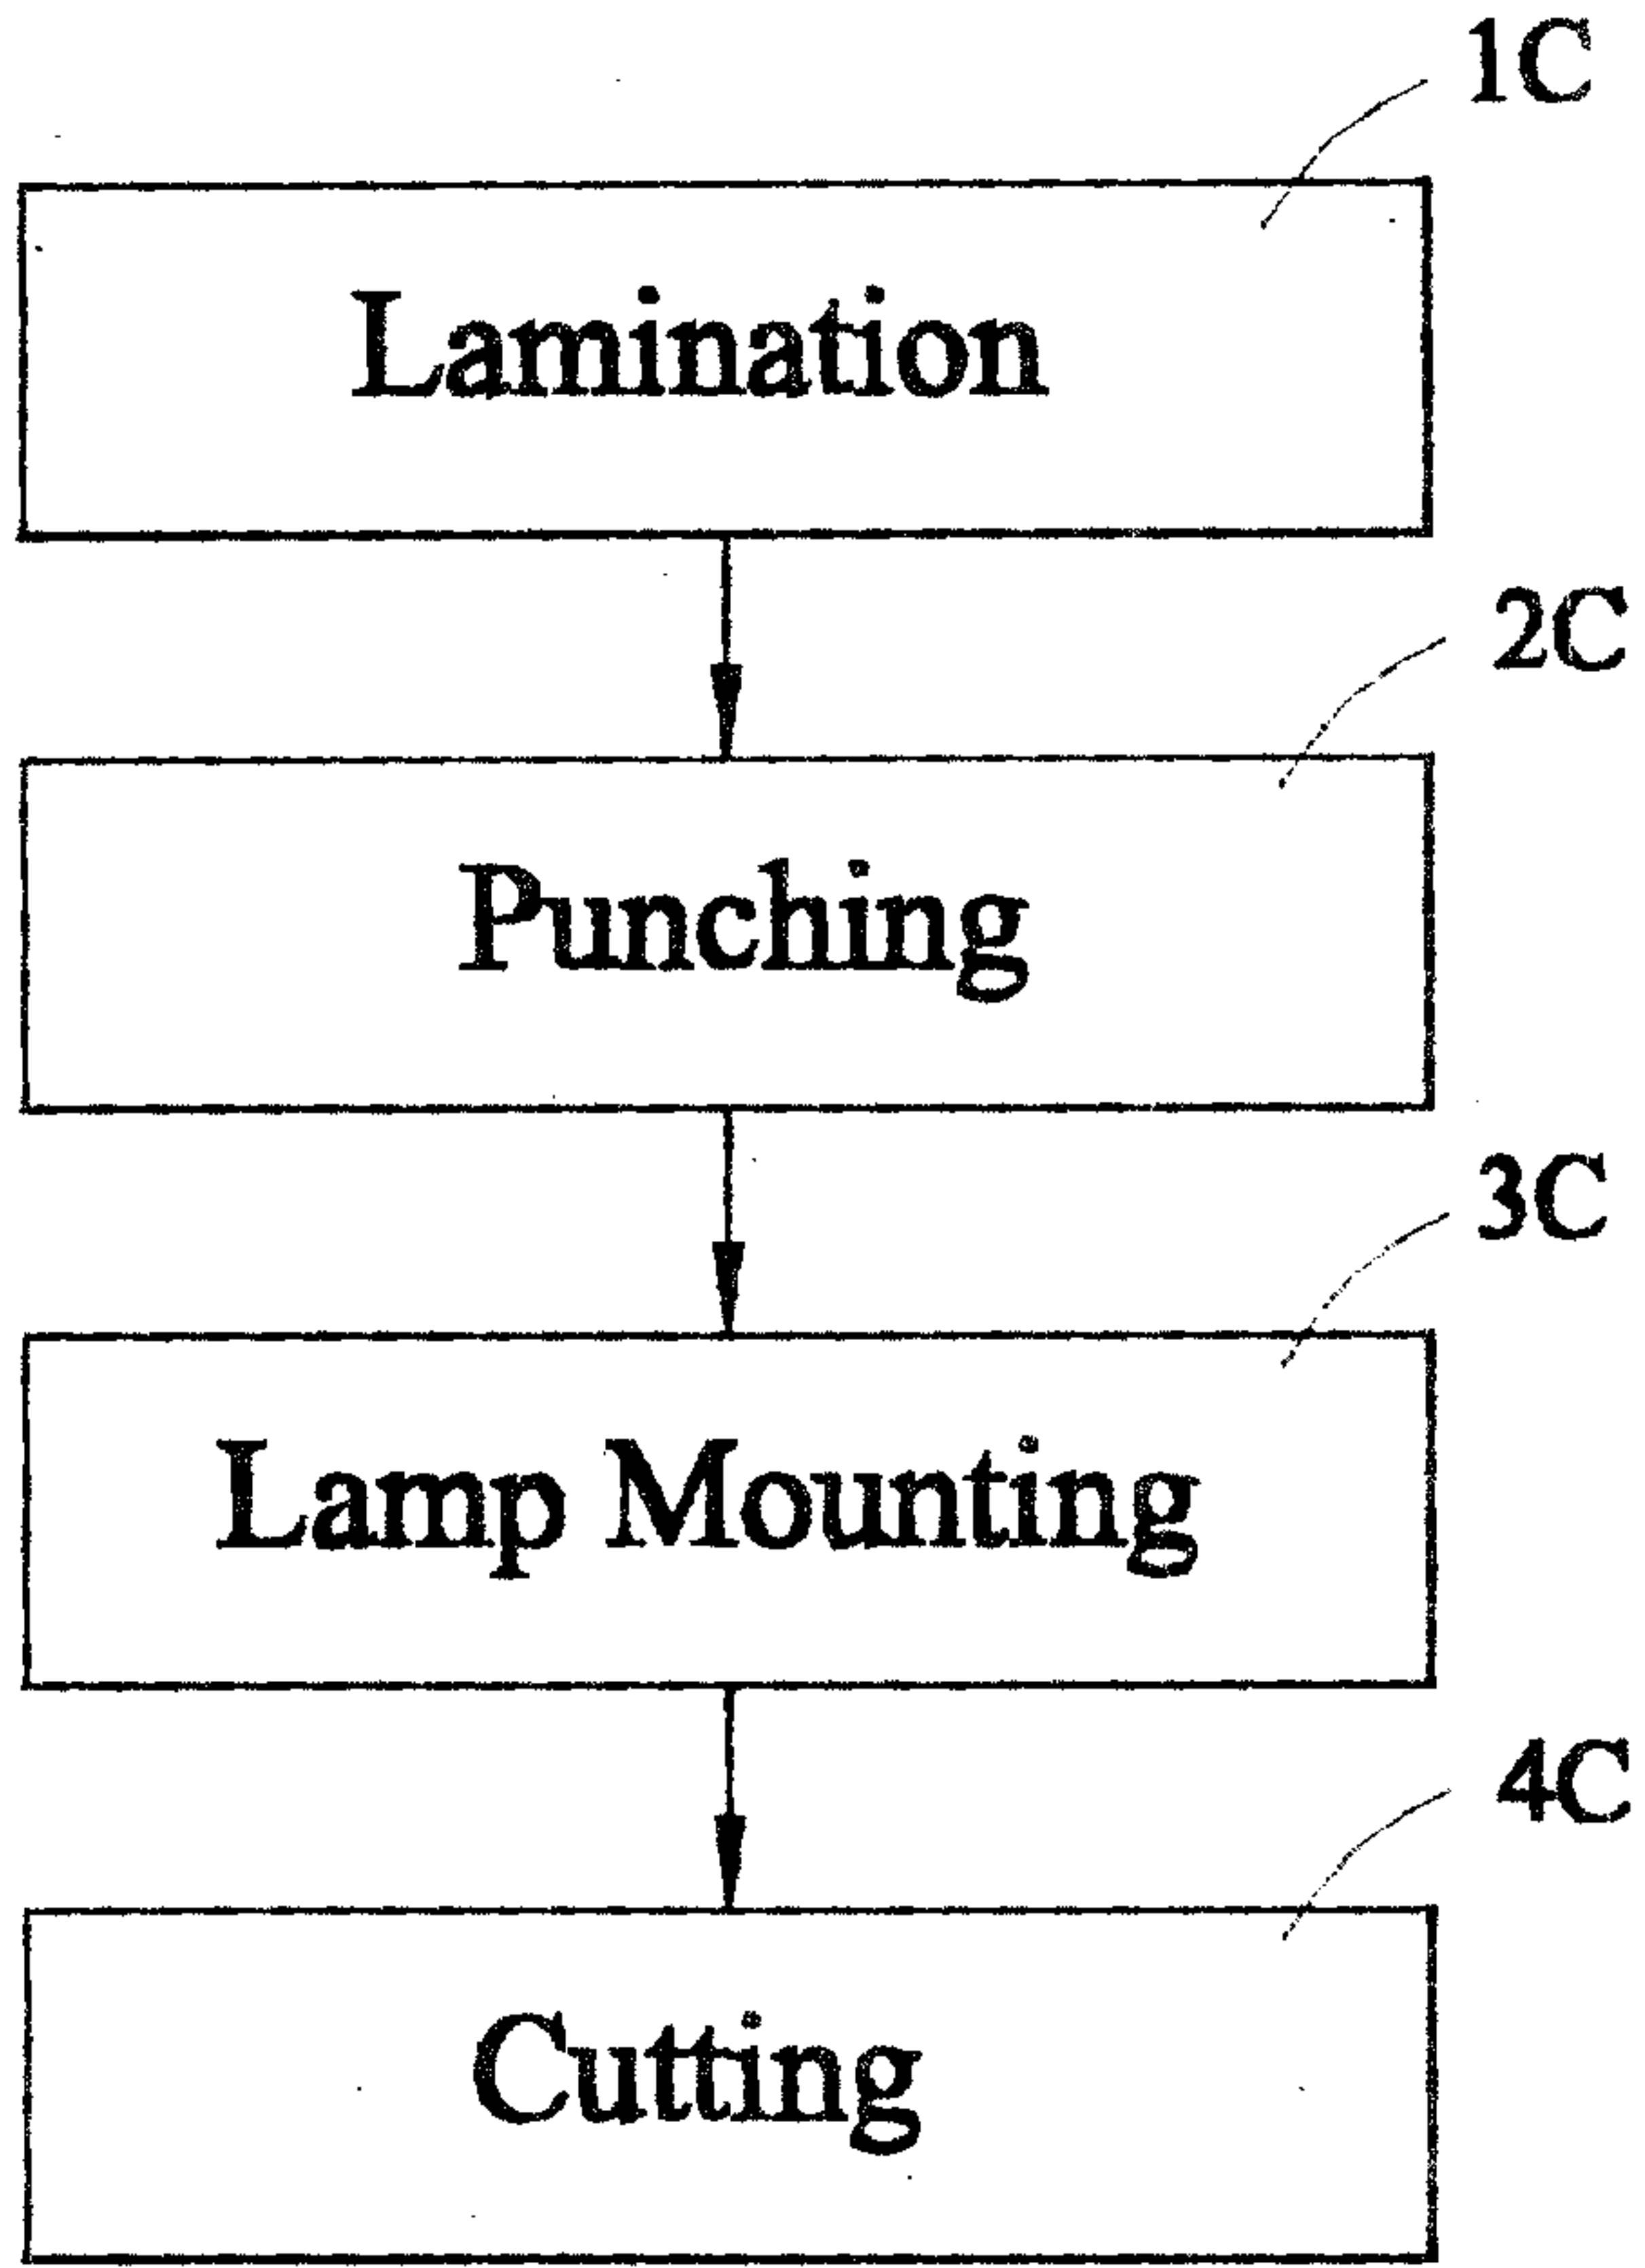 1C
Lamination
2C
Punching
3C
Lamp Mounting
4C
Cutting